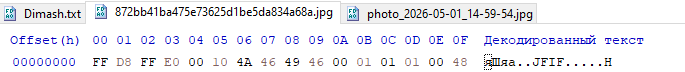 Dimash.txt 872bb41ba475e73625d1be5da834a68a.jpg photo_2026-05-01_14-59-54.jpg
Offset(h) 00 01 02 03 04 05 06 07 08 09 0A 0B 0C 0D 0E 0F Декодированный текст
00000000 FF D8 FF E0 00 10 4A 46 49 46 00 01 01 01 00 48 яШяа..JFIF.....H